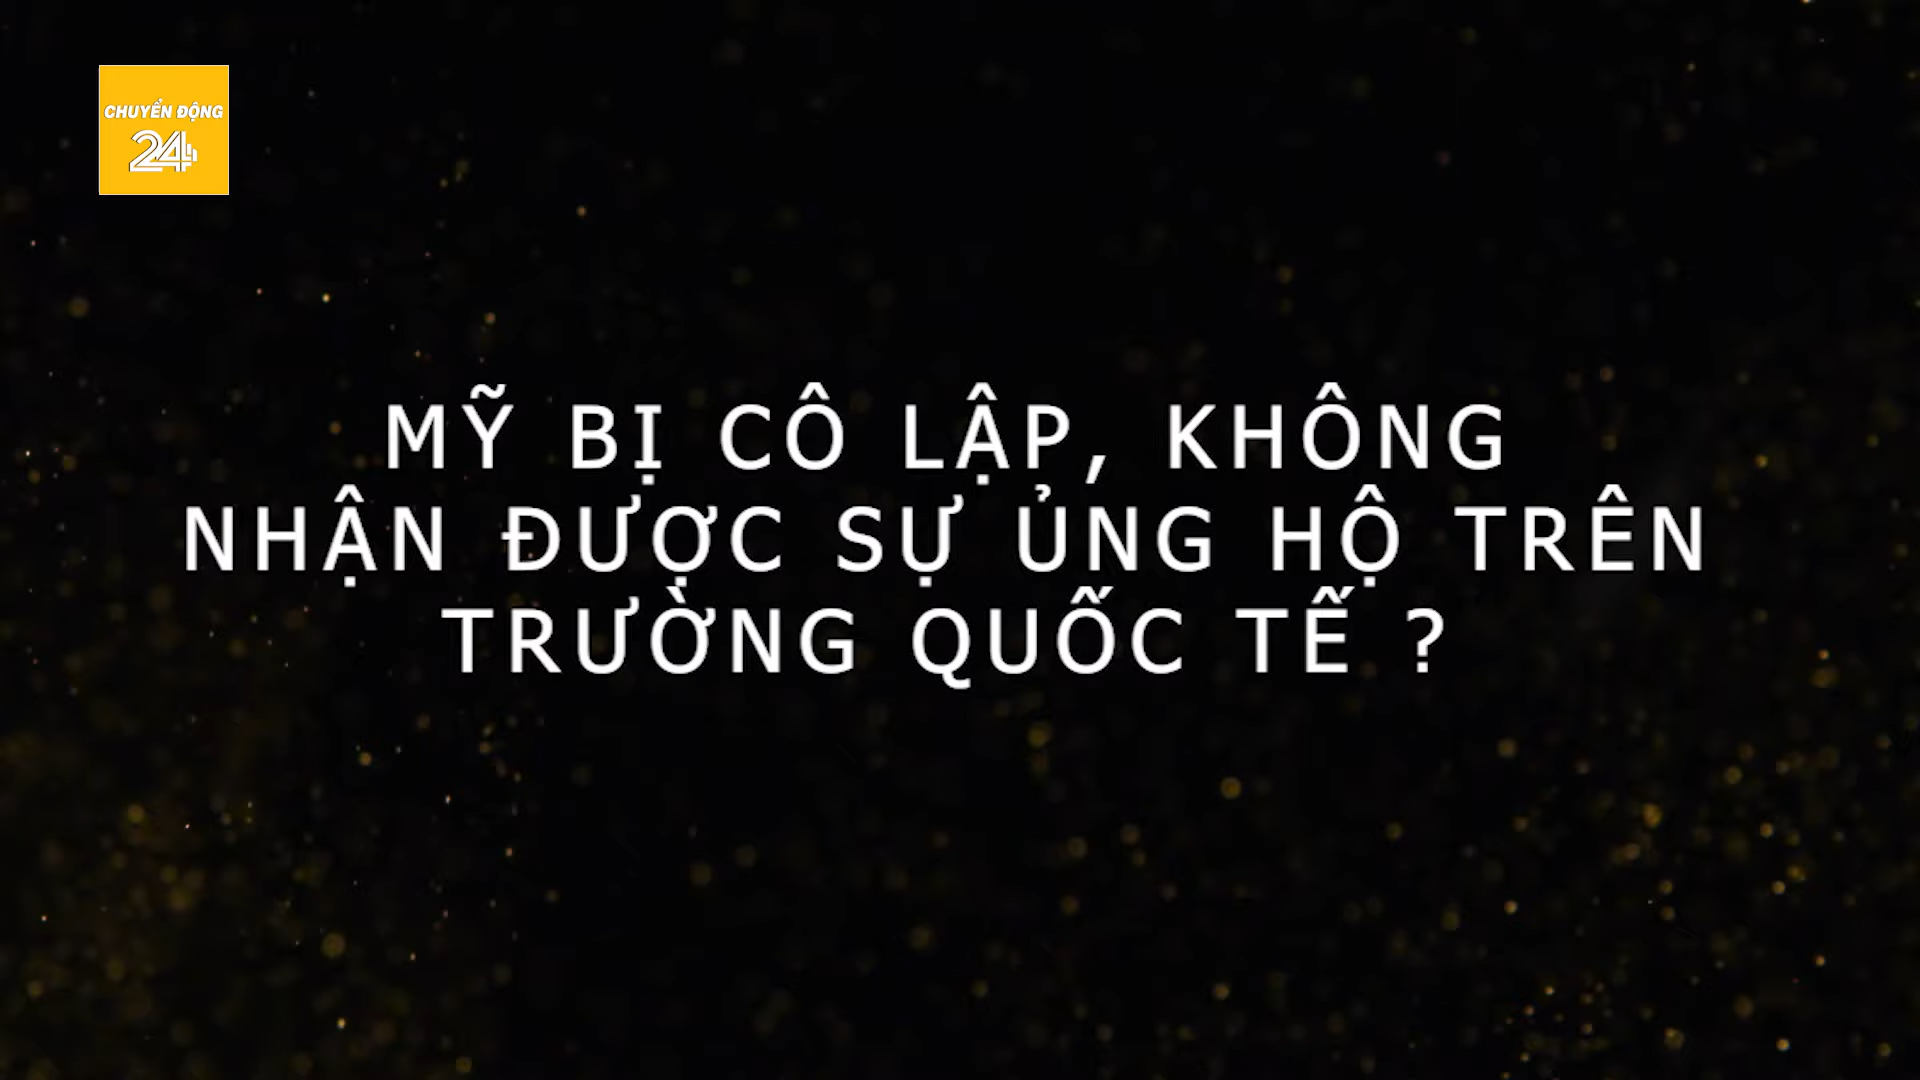 CHUYỂN ĐỘNG
24h
MỸ BỊ CÔ LẬP, KHÔNG
NHẬN ĐƯỢC SỰ ỦNG HỘ TRÊN
TRƯỜNG QUỐC TẾ ?